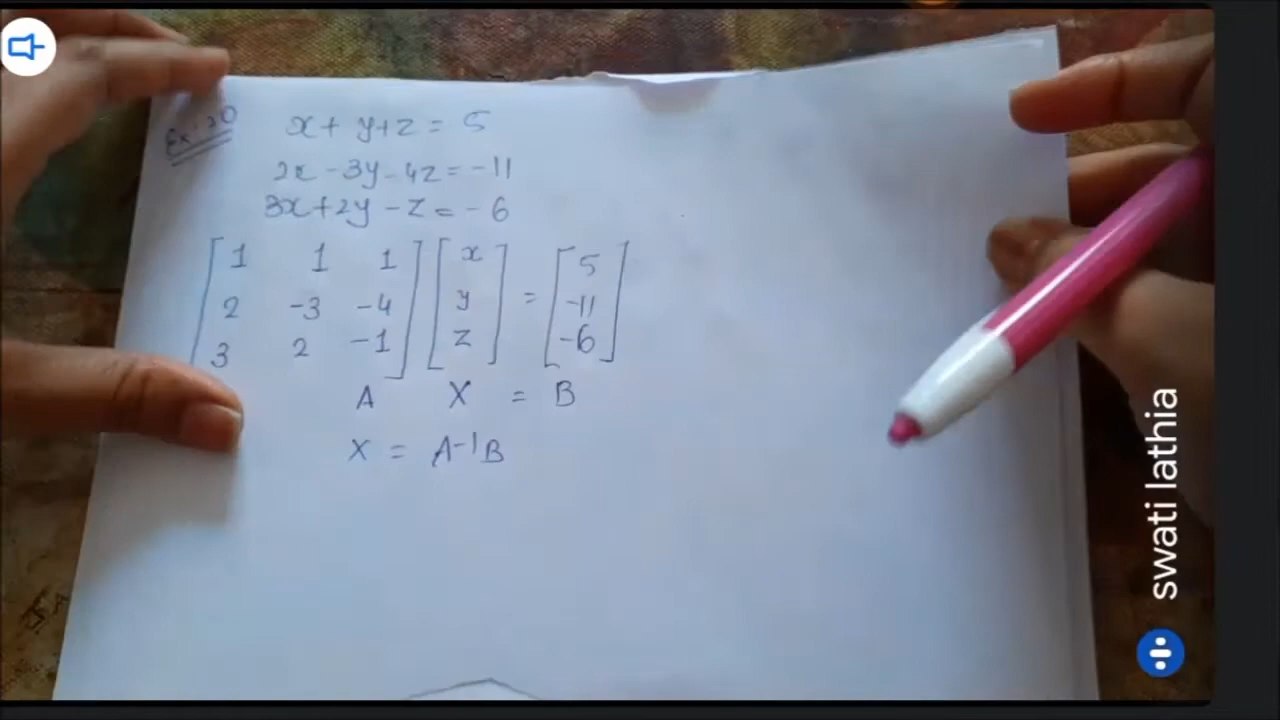 Ex. 20
x + y + z = 5
2x - 3y - 4z = -11
3x + 2y - z = -6
[1 1 1] [x] = [5]
[2 -3 -4] [y] [-11]
[3 2 -1] [z] [-6]
A X = B
X = A⁻¹B
swati lathia